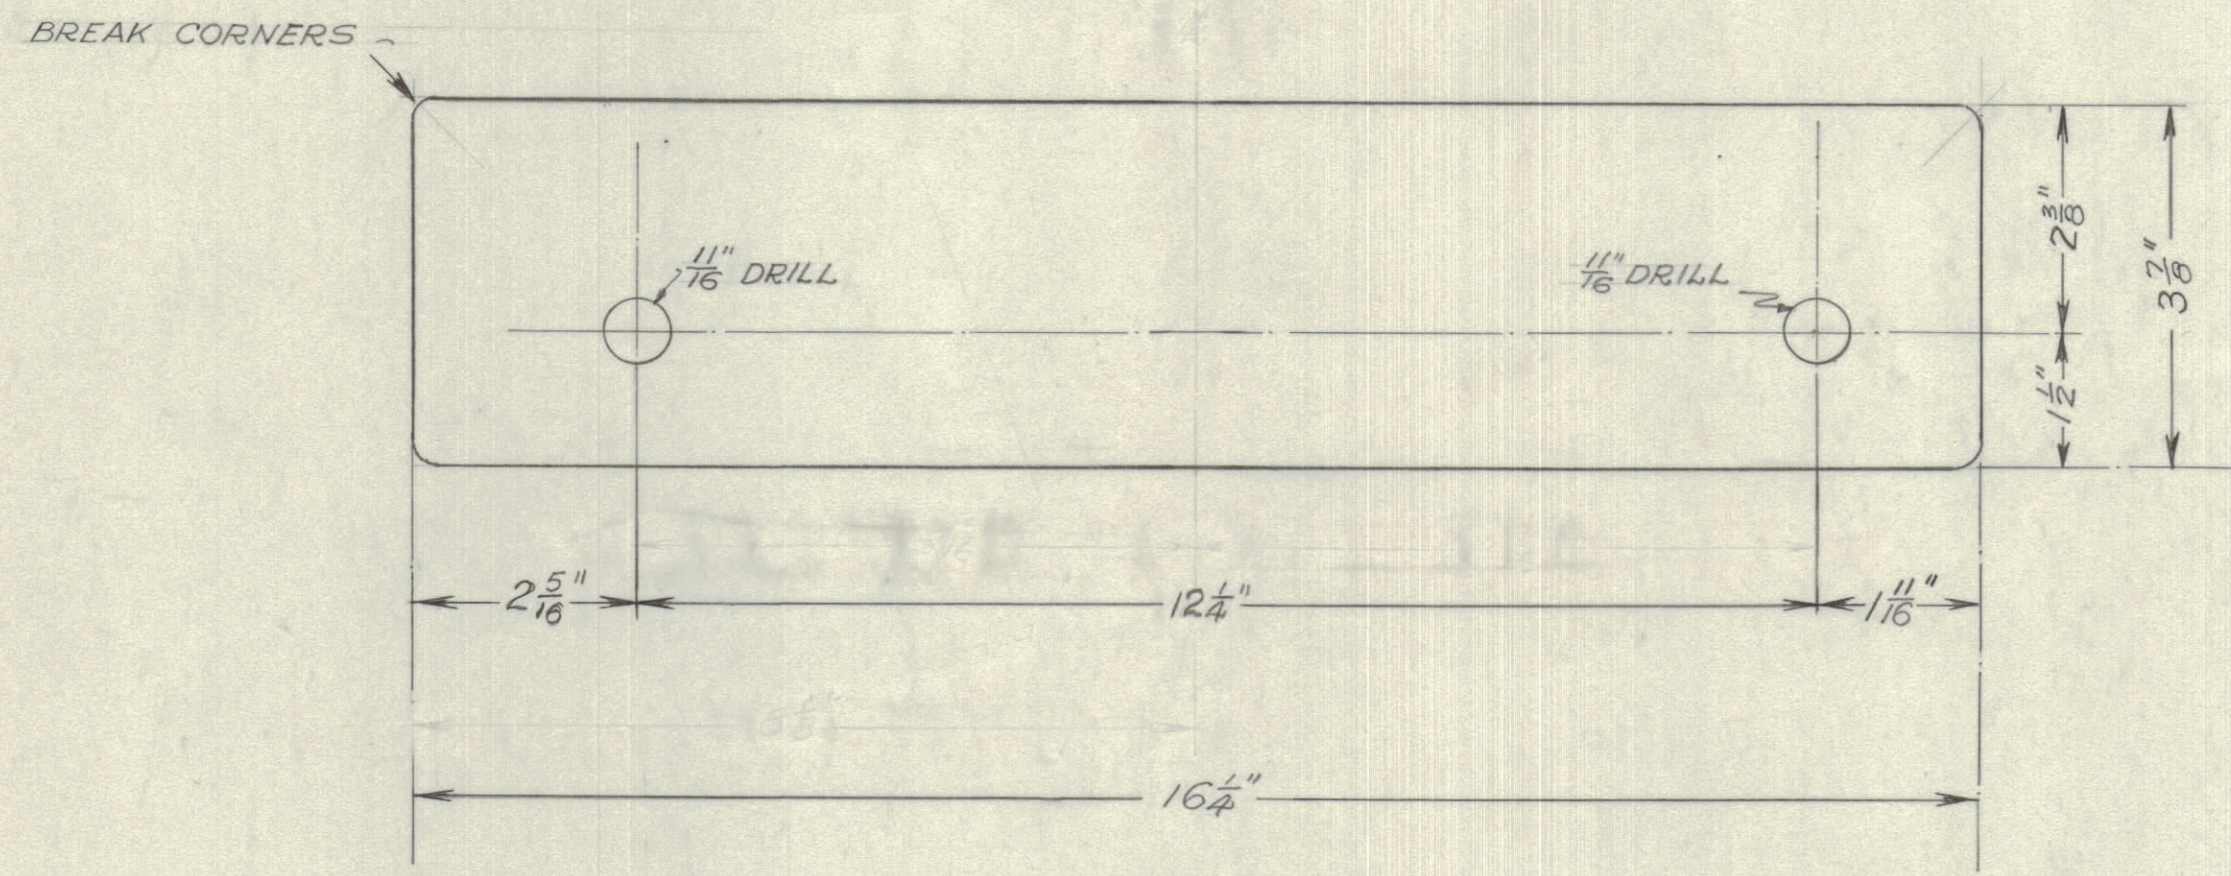 BREAK CORNERS
11/16" DRILL
11/16" DRILL
2 3/8"
3 7/8"
1 1/2"
2 5/16"
12 1/4"
1 11/16"
16 1/4"